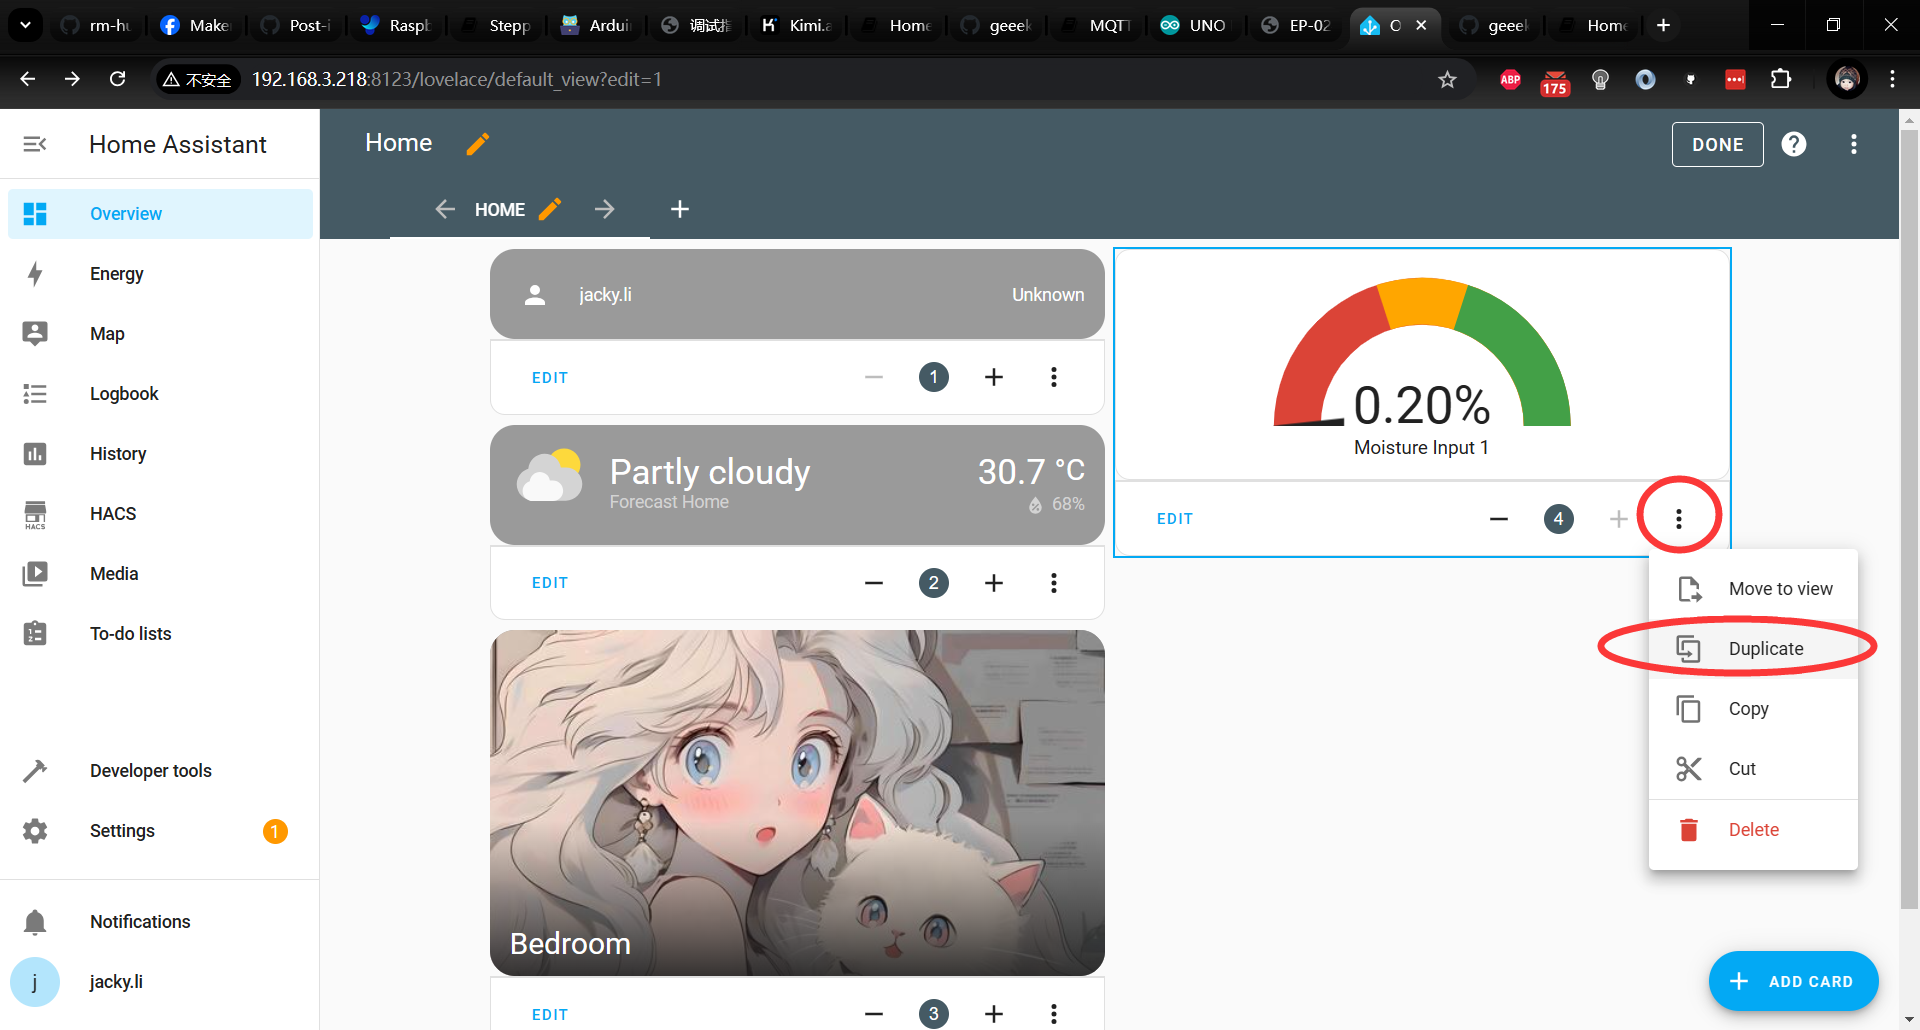 rm-hu
Make
Post-i
Raspb
Stepp
Ardui
调试指
Kimi.a
Home
geeek
MQTT
UNO
EP-02
O
geeek
Home
不安全
192.168.3.218:8123/lovelace/default_view?edit=1
ABP
175
Home Assistant
Home
DONE
Overview
HOME
Energy
Map
Logbook
History
HACS
HACS
Media
To-do lists
Developer tools
Settings
1
Notifications
j
jacky.li
jacky.li
Unknown
EDIT
1
Partly cloudy
Forecast Home
30.7 °C
68%
EDIT
2
Bedroom
EDIT
3
0.20%
Moisture Input 1
EDIT
4
Move to view
Duplicate
Copy
Cut
Delete
ADD CARD